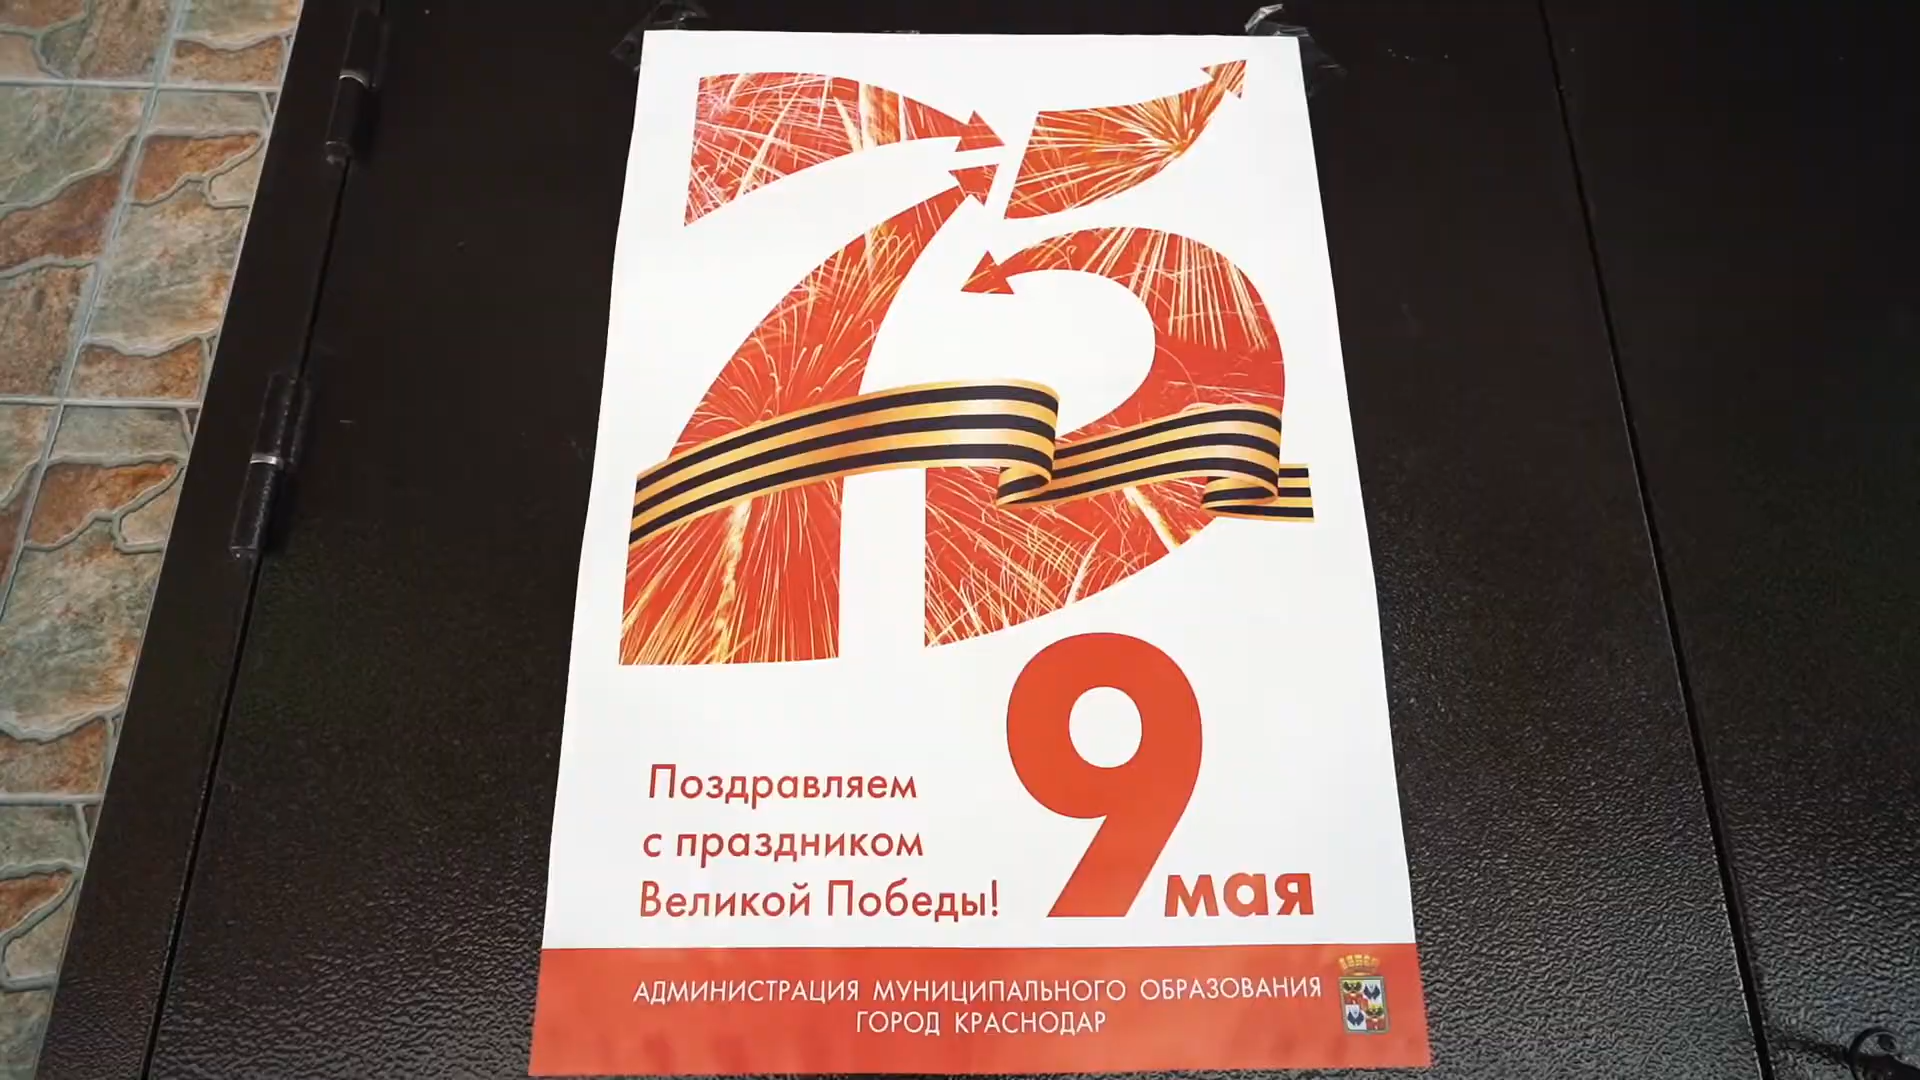 75
9 мая
Поздравляем
с праздником
Великой Победы!
АДМИНИСТРАЦИЯ МУНИЦИПАЛЬНОГО ОБРАЗОВАНИЯ
ГОРОД КРАСНОДАР